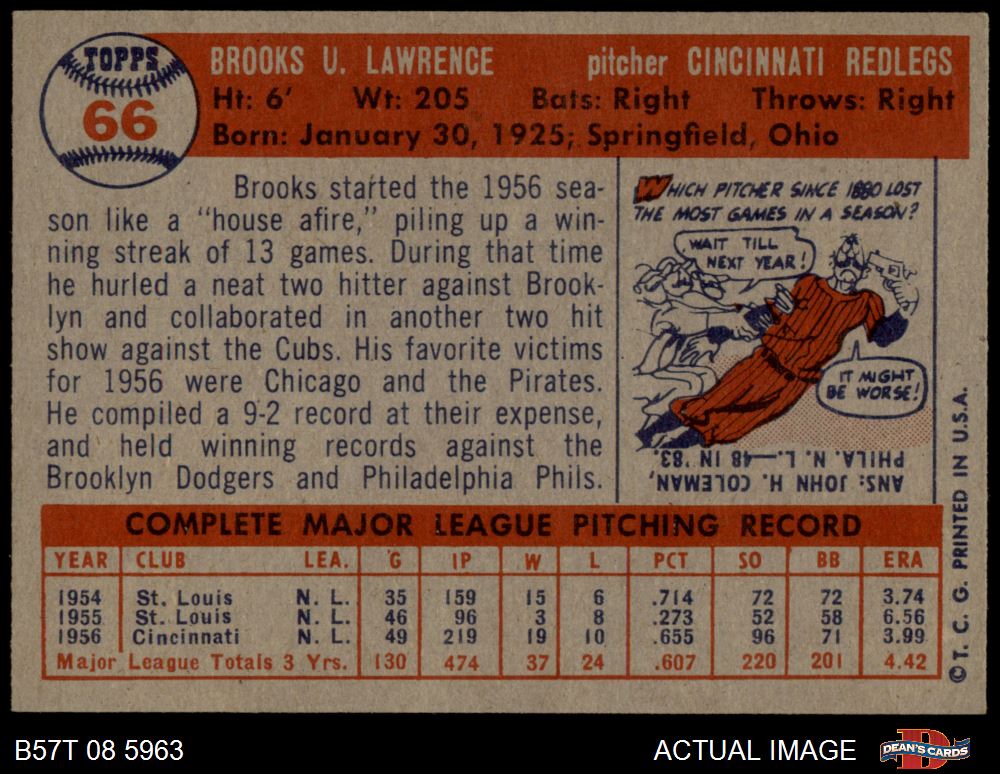 TOPPS
66
BROOKS U. LAWRENCE pitcher CINCINNATI REDLEGS
Ht: 6' Wt: 205 Bats: Right Throws: Right
Born: January 30, 1925; Springfield, Ohio
Brooks started the 1956 sea-
son like a "house afire," piling up a win-
ning streak of 13 games. During that time
he hurled a neat two hitter against Brook-
lyn and collaborated in another two hit
show against the Cubs. His favorite victims
for 1956 were Chicago and the Pirates.
He compiled a 9-2 record at their expense,
and held winning records against the
Brooklyn Dodgers and Philadelphia Phils.
WHICH PITCHER SINCE 1880 LOST
THE MOST GAMES IN A SEASON?
WAIT TILL
NEXT YEAR!
IT MIGHT
BE WORSE!
ANS: JOHN H. COLEMAN,
PHILA. N. L.—48 IN '83.
COMPLETE MAJOR LEAGUE PITCHING RECORD
YEAR CLUB LEA. G IP W L PCT SO BB ERA
1954 St. Louis N. L. 35 159 15 6 .714 72 72 3.74
1955 St. Louis N. L. 46 96 3 8 .273 52 58 6.56
1956 Cincinnati N. L. 49 219 19 10 .655 96 71 3.99
Major League Totals 3 Yrs. 130 474 37 24 .607 220 201 4.42
© T. C. G. PRINTED IN U.S.A.
B57T 08 5963 ACTUAL IMAGE
DEAN'S CARDS